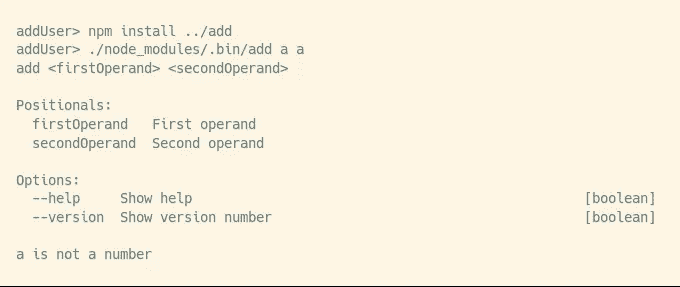 addUser> npm install ../add
addUser> ./node_modules/.bin/add a a
add <firstOperand> <secondOperand>
Positionals:
firstOperand First operand
secondOperand Second operand
Options:
--help Show help [boolean]
--version Show version number [boolean]
a is not a number